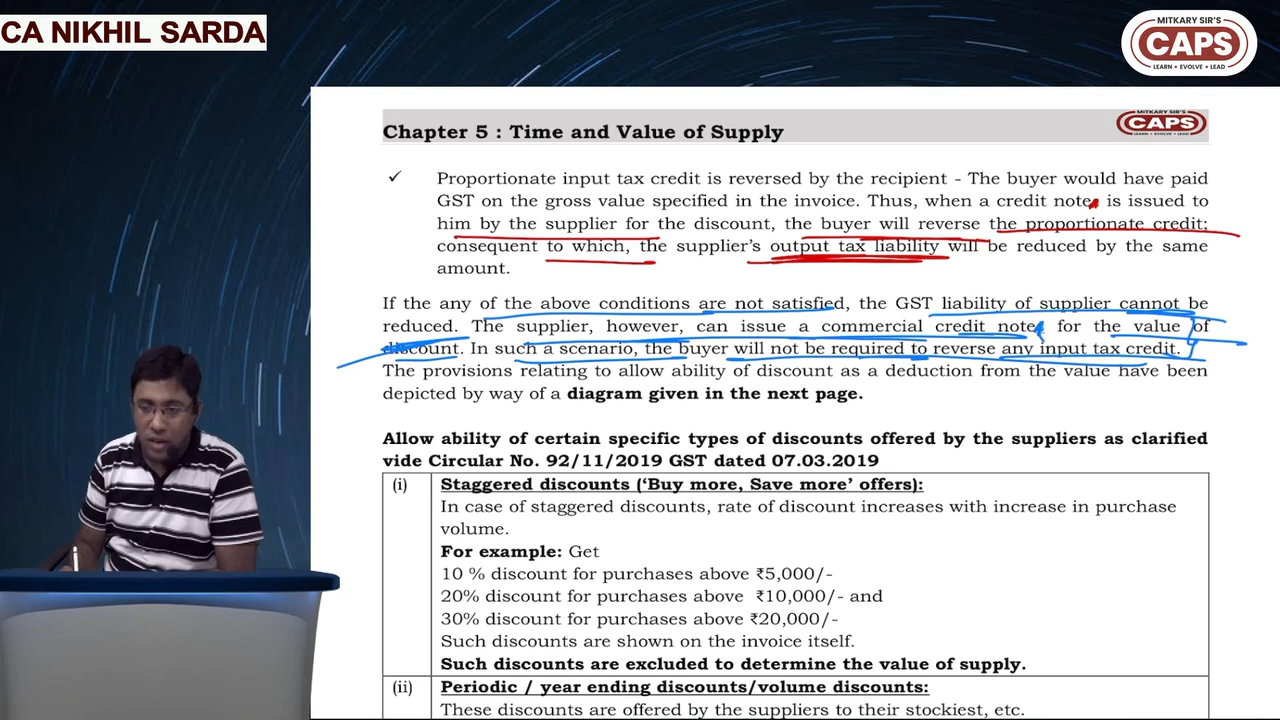 CA NIKHIL SARDA
MITKARY SIR'S
CAPS
LEARN • EVOLVE • LEAD
Chapter 5 : Time and Value of Supply
MITKARY SIR'S
CAPS
LEARN • EVOLVE • LEAD
✓ Proportionate input tax credit is reversed by the recipient - The buyer would have paid
GST on the gross value specified in the invoice. Thus, when a credit note is issued to
him by the supplier for the discount, the buyer will reverse the proportionate credit;
consequent to which, the supplier's output tax liability will be reduced by the same
amount.
If the any of the above conditions are not satisfied, the GST liability of supplier cannot be
reduced. The supplier, however, can issue a commercial credit note for the value of
discount. In such a scenario, the buyer will not be required to reverse any input tax credit.
The provisions relating to allow ability of discount as a deduction from the value have been
depicted by way of a diagram given in the next page.
Allow ability of certain specific types of discounts offered by the suppliers as clarified
vide Circular No. 92/11/2019 GST dated 07.03.2019
(i) Staggered discounts ('Buy more, Save more' offers):
In case of staggered discounts, rate of discount increases with increase in purchase
volume.
For example: Get
10 % discount for purchases above ₹5,000/-
20% discount for purchases above ₹10,000/- and
30% discount for purchases above ₹20,000/-
Such discounts are shown on the invoice itself.
Such discounts are excluded to determine the value of supply.
(ii) Periodic / year ending discounts/volume discounts:
These discounts are offered by the suppliers to their stockiest, etc.